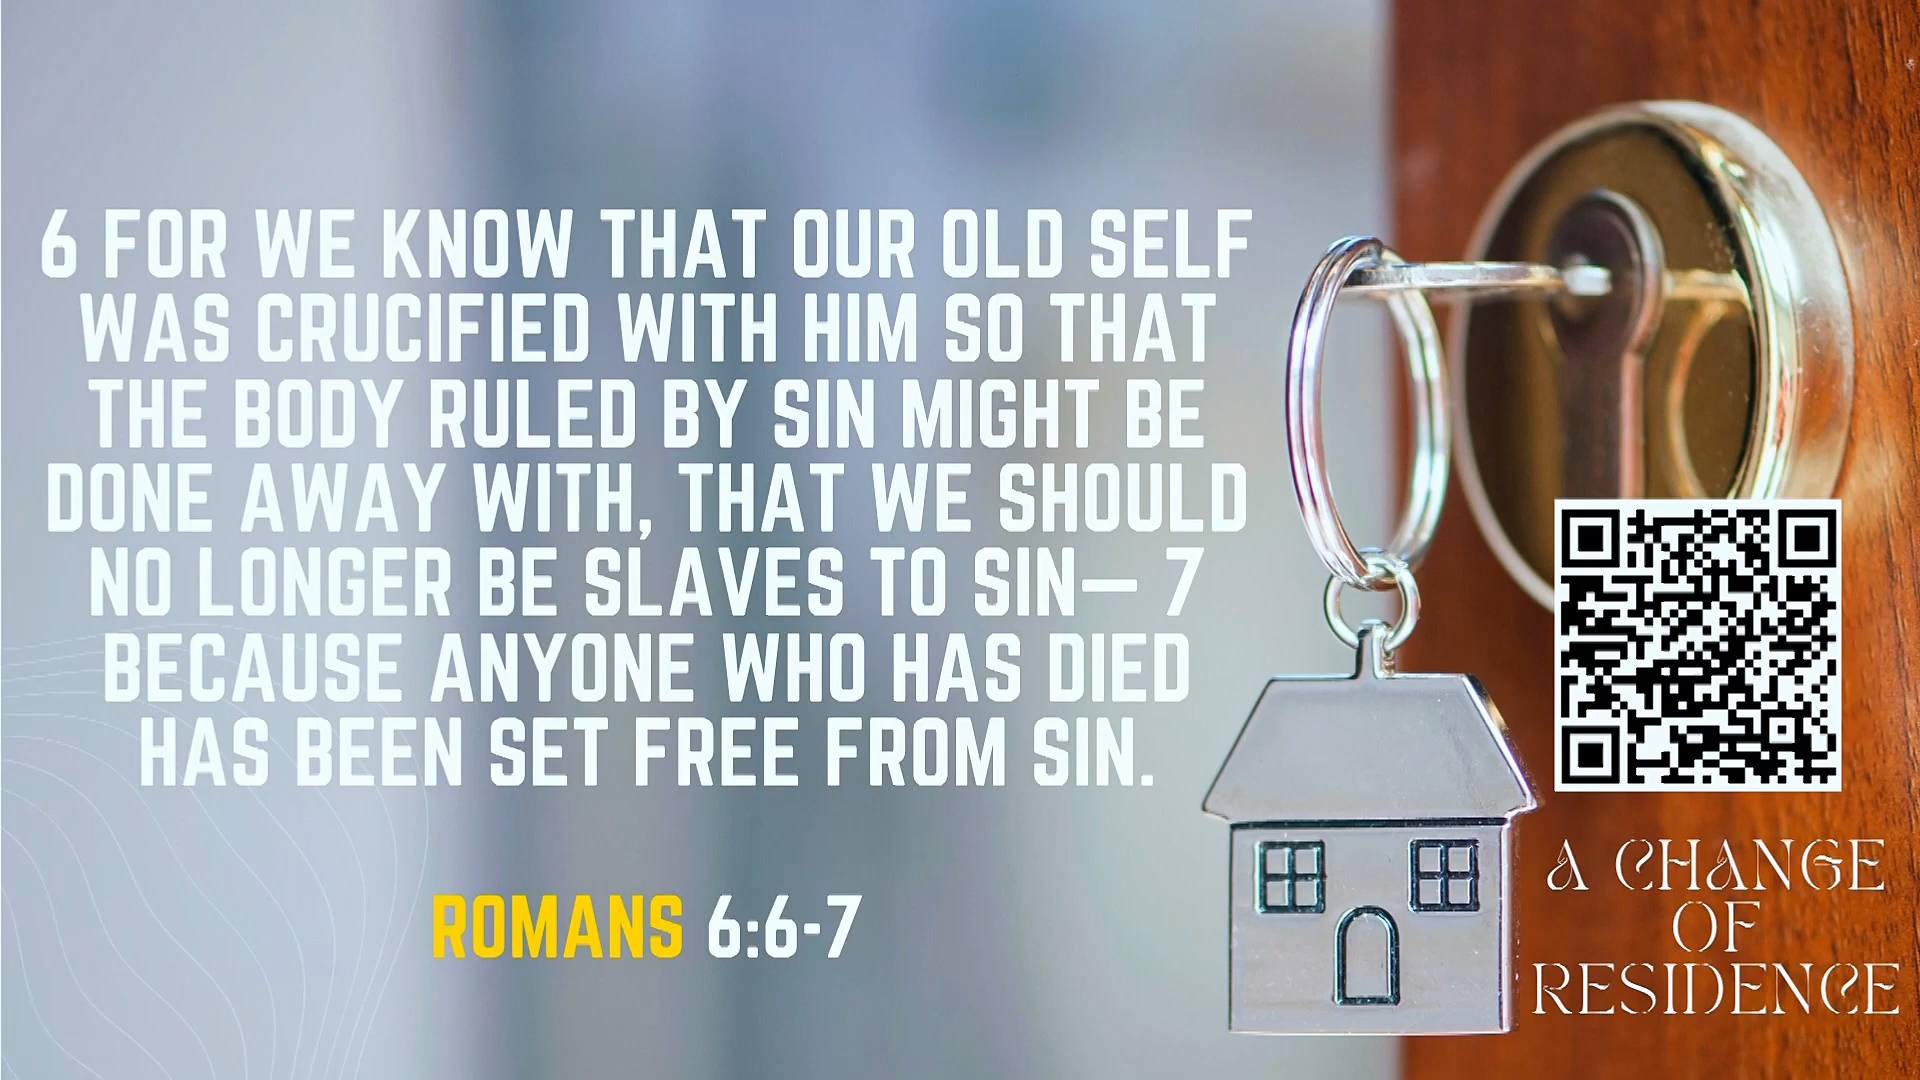 6 FOR WE KNOW THAT OUR OLD SELF
WAS CRUCIFIED WITH HIM SO THAT
THE BODY RULED BY SIN MIGHT BE
DONE AWAY WITH, THAT WE SHOULD
NO LONGER BE SLAVES TO SIN— 7
BECAUSE ANYONE WHO HAS DIED
HAS BEEN SET FREE FROM SIN.
ROMANS 6:6-7
A CHANGE
OF
RESIDENCE